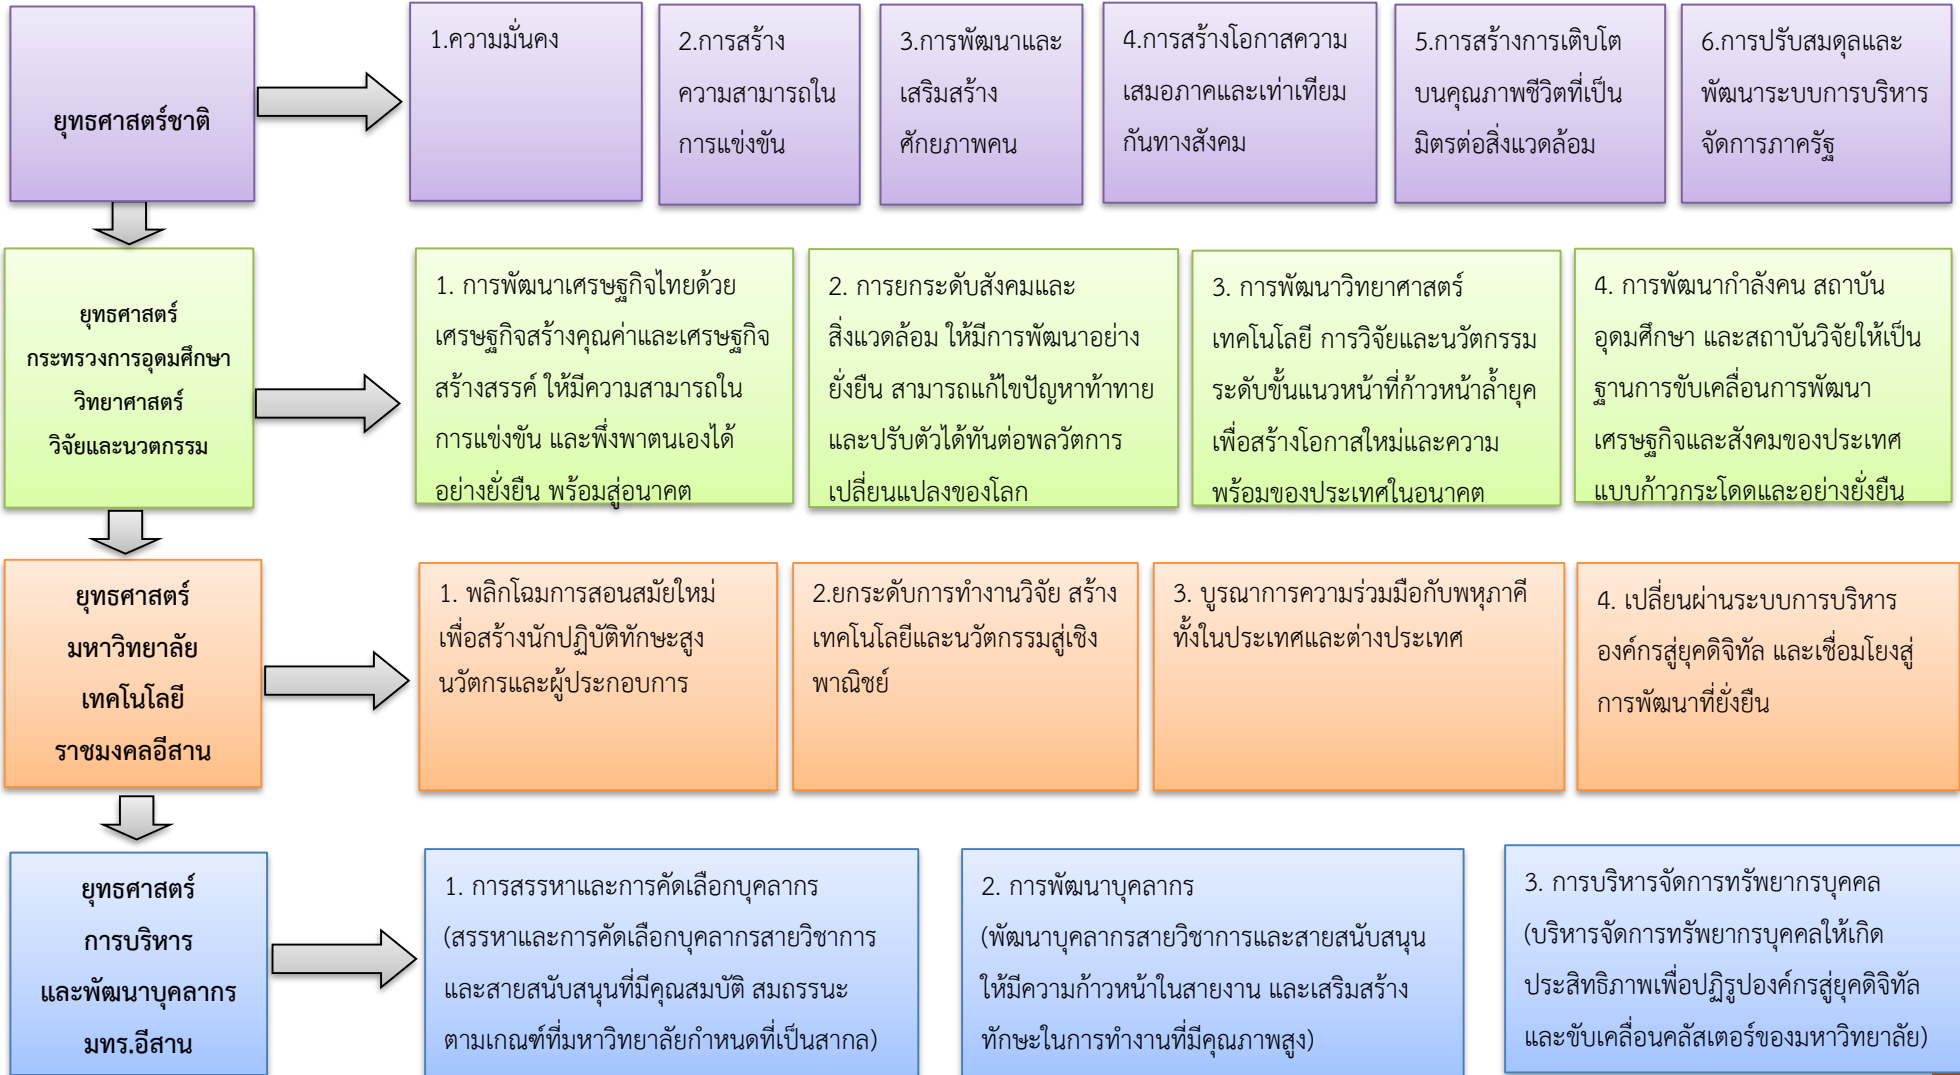 ยุทธศาสตร์ชาติ
1.ความมั่นคง
2.การสร้าง
ความสามารถใน
การแข่งขัน
3.การพัฒนาและ
เสริมสร้าง
ศักยภาพคน
4.การสร้างโอกาสความ
เสมอภาคและเท่าเทียม
กันทางสังคม
5.การสร้างการเติบโต
บนคุณภาพชีวิตที่เป็น
มิตรต่อสิ่งแวดล้อม
6.การปรับสมดุลและ
พัฒนาระบบการบริหาร
จัดการภาครัฐ
ยุทธศาสตร์
กระทรวงการอุดมศึกษา
วิทยาศาสตร์
วิจัยและนวตกรรม
1. การพัฒนาเศรษฐกิจไทยด้วย
เศรษฐกิจสร้างคุณค่าและเศรษฐกิจ
สร้างสรรค์ ให้มีความสามารถใน
การแข่งขัน และพึ่งพาตนเองได้
อย่างยั่งยืน พร้อมสู่อนาคต
2. การยกระดับสังคมและ
สิ่งแวดล้อม ให้มีการพัฒนาอย่าง
ยั่งยืน สามารถแก้ไขปัญหาท้าทาย
และปรับตัวได้ทันต่อพลวัตการ
เปลี่ยนแปลงของโลก
3. การพัฒนาวิทยาศาสตร์
เทคโนโลยี การวิจัยและนวัตกรรม
ระดับขั้นแนวหน้าที่ก้าวหน้าล้ำยุค
เพื่อสร้างโอกาสใหม่และความ
พร้อมของประเทศในอนาคต
4. การพัฒนากำลังคน สถาบัน
อุดมศึกษา และสถาบันวิจัยให้เป็น
ฐานการขับเคลื่อนการพัฒนา
เศรษฐกิจและสังคมของประเทศ
แบบก้าวกระโดดและอย่างยั่งยืน
ยุทธศาสตร์
มหาวิทยาลัย
เทคโนโลยี
ราชมงคลอีสาน
1. พลิกโฉมการสอนสมัยใหม่
เพื่อสร้างนักปฏิบัติทักษะสูง
นวัตกรและผู้ประกอบการ
2.ยกระดับการทำงานวิจัย สร้าง
เทคโนโลยีและนวัตกรรมสู่เชิง
พาณิชย์
3. บูรณาการความร่วมมือกับพหุภาคี
ทั้งในประเทศและต่างประเทศ
4. เปลี่ยนผ่านระบบการบริหาร
องค์กรสู่ยุคดิจิทัล และเชื่อมโยงสู่
การพัฒนาที่ยั่งยืน
ยุทธศาสตร์
การบริหาร
และพัฒนาบุคลากร
มทร.อีสาน
1. การสรรหาและการคัดเลือกบุคลากร
(สรรหาและการคัดเลือกบุคลากรสายวิชาการ
และสายสนับสนุนที่มีคุณสมบัติ สมถรรนะ
ตามเกณฑ์ที่มหาวิทยาลัยกำหนดที่เป็นสากล)
2. การพัฒนาบุคลากร
(พัฒนาบุคลากรสายวิชาการและสายสนับสนุน
ให้มีความก้าวหน้าในสายงาน และเสริมสร้าง
ทักษะในการทำงานที่มีคุณภาพสูง)
3. การบริหารจัดการทรัพยากรบุคคล
(บริหารจัดการทรัพยากรบุคคลให้เกิด
ประสิทธิภาพเพื่อปฏิรูปองค์กรสู่ยุคดิจิทัล
และขับเคลื่อนคลัสเตอร์ของมหาวิทยาลัย)